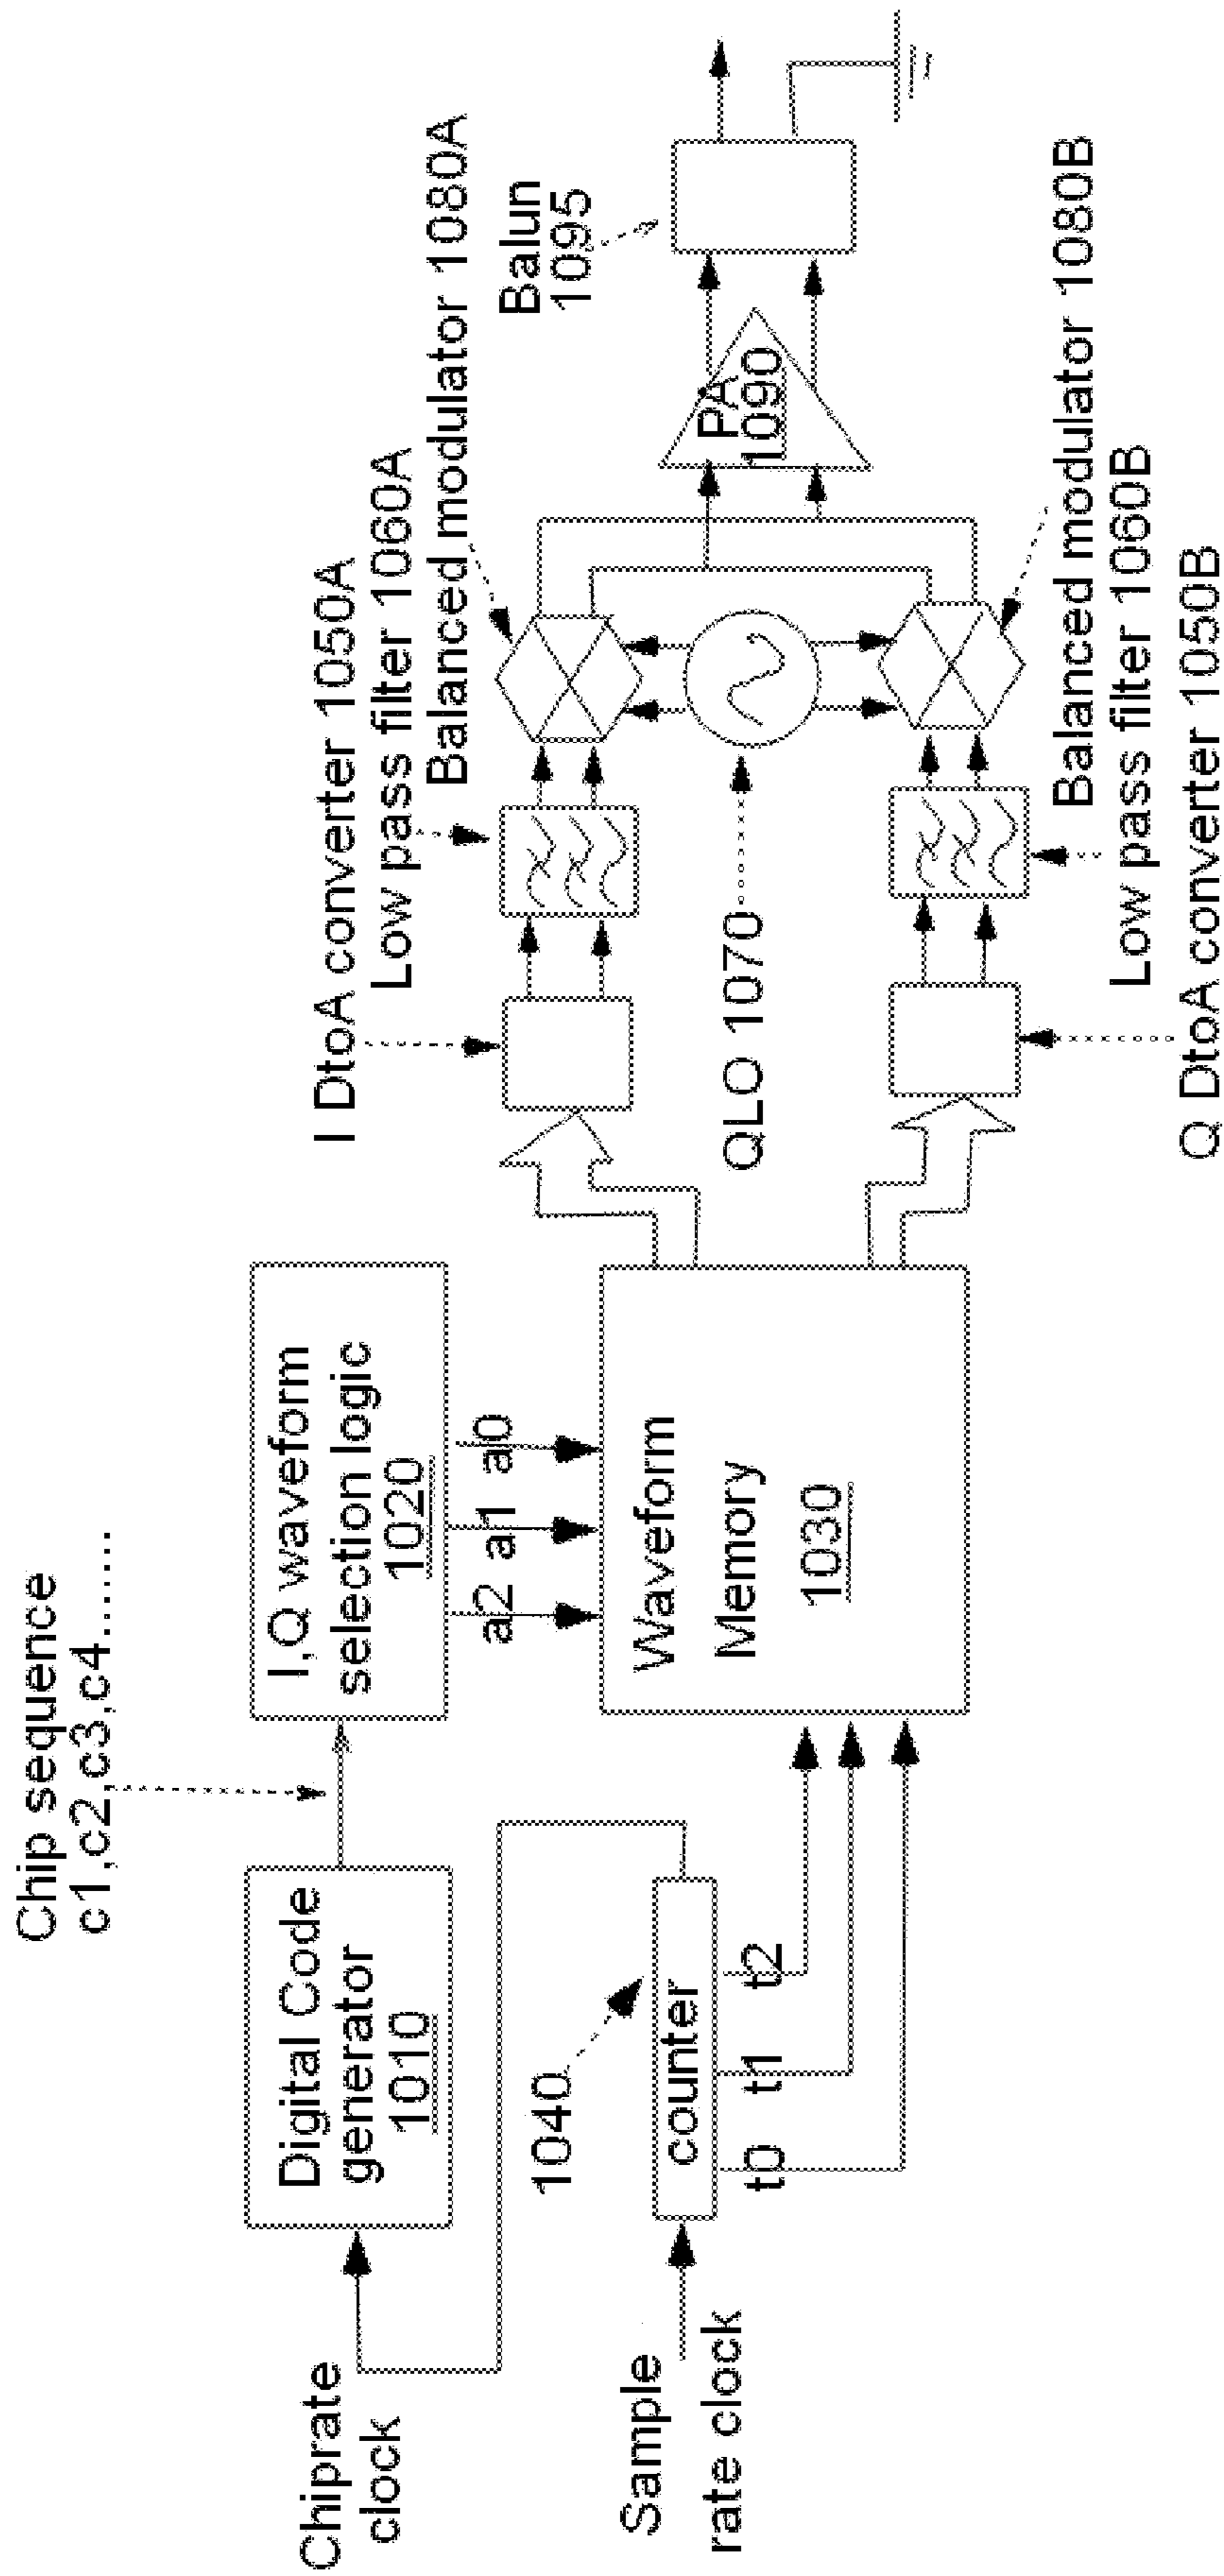 Chip sequence
c1,c2,c3,c4.......
Chiprate
clock
Digital Code
generator
1010
I,Q waveform
selection logic
1020
a2 a1 a0
Sample
rate clock
1040
counter
t0 t1 t2
Waveform
Memory
1030
I DtoA converter 1050A
Low pass filter 1060A
Balanced modulator 1080A
Balun
1095
PA
1090
QLO 1070
Balanced modulator 1080B
Low pass filter 1060B
Q DtoA converter 1050B